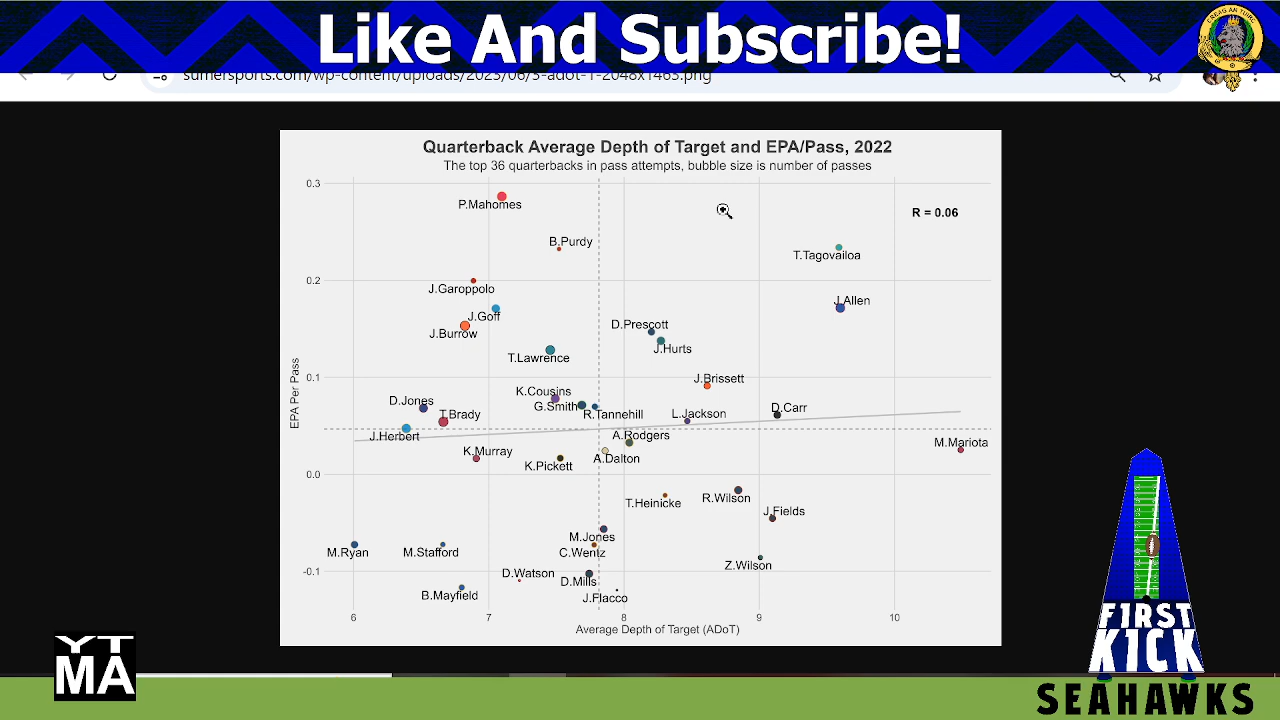 Like And Subscribe!
CREAG AN TUIRC
sumersports.com/wp-content/uploads/2023/06/3-adot-1-2048x1463.png
Quarterback Average Depth of Target and EPA/Pass, 2022
The top 36 quarterbacks in pass attempts, bubble size is number of passes
0.3
P.Mahomes
R = 0.06
B.Purdy
T.Tagovailoa
0.2
J.Garoppolo
J.Allen
J.Goff
D.Prescott
J.Burrow
J.Hurts
T.Lawrence
0.1
J.Brissett
K.Cousins
D.Jones
G.Smith
D.Carr
T.Brady
R.Tannehill
L.Jackson
J.Herbert
A.Rodgers
M.Mariota
K.Murray
A.Dalton
K.Pickett
0.0
R.Wilson
T.Heinicke
J.Fields
M.Jones
M.Ryan
M.Stafford
C.Wentz
Z.Wilson
-0.1
D.Watson
D.Mills
B.Mayfield
J.Flacco
EPA Per Pass
6
7
8
9
10
Average Depth of Target (ADoT)
YT
MA
FIRST
KICK
SEAHAWKS